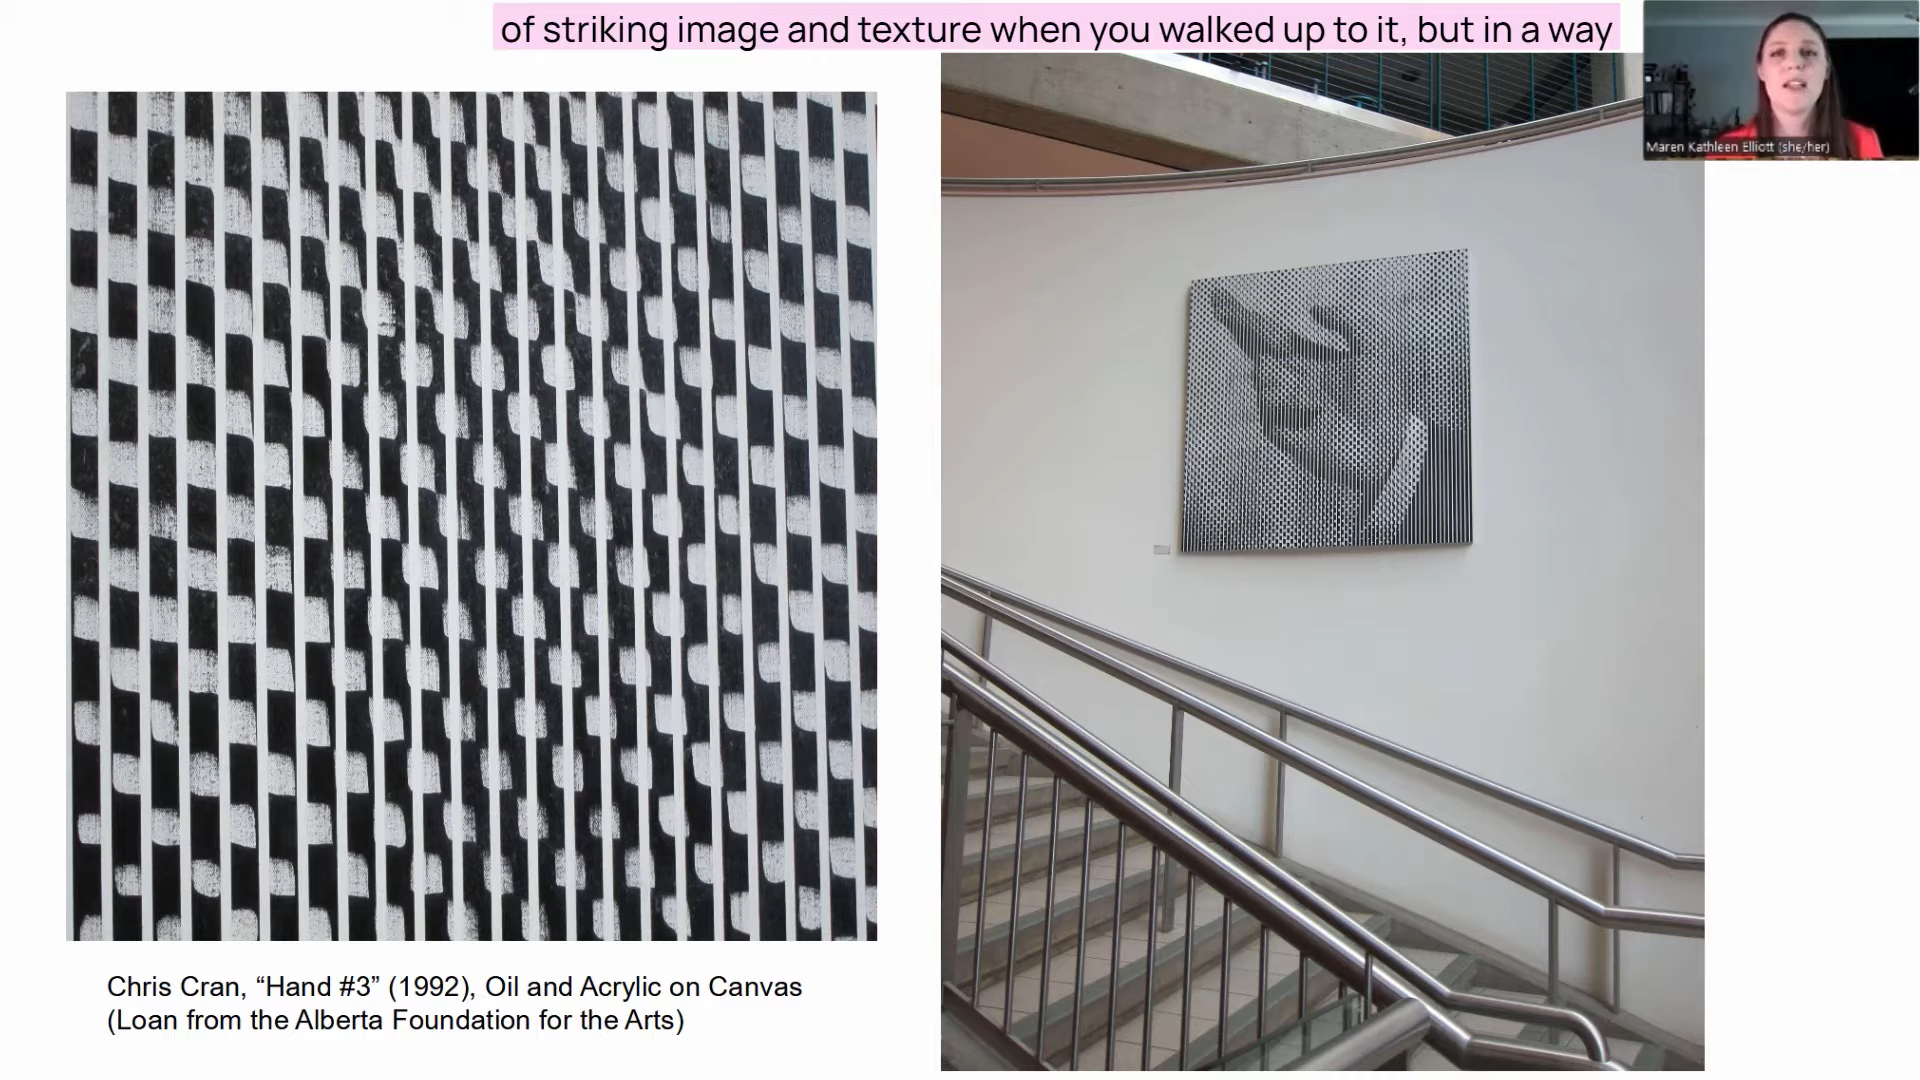 of striking image and texture when you walked up to it, but in a way
Maren Kathleen Elliott (she/her)
Chris Cran, “Hand #3” (1992), Oil and Acrylic on Canvas
(Loan from the Alberta Foundation for the Arts)